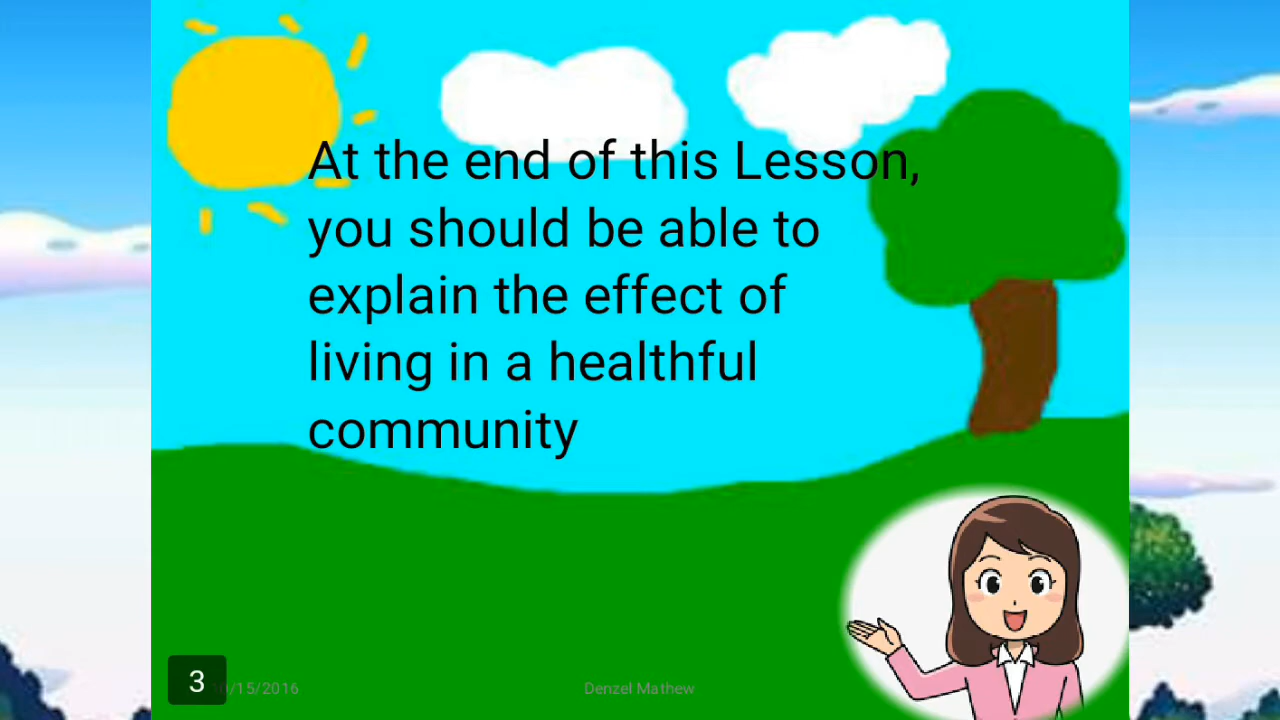 At the end of this Lesson,
you should be able to
explain the effect of
living in a healthful
community
3
/15/2016
Denzel Mathew